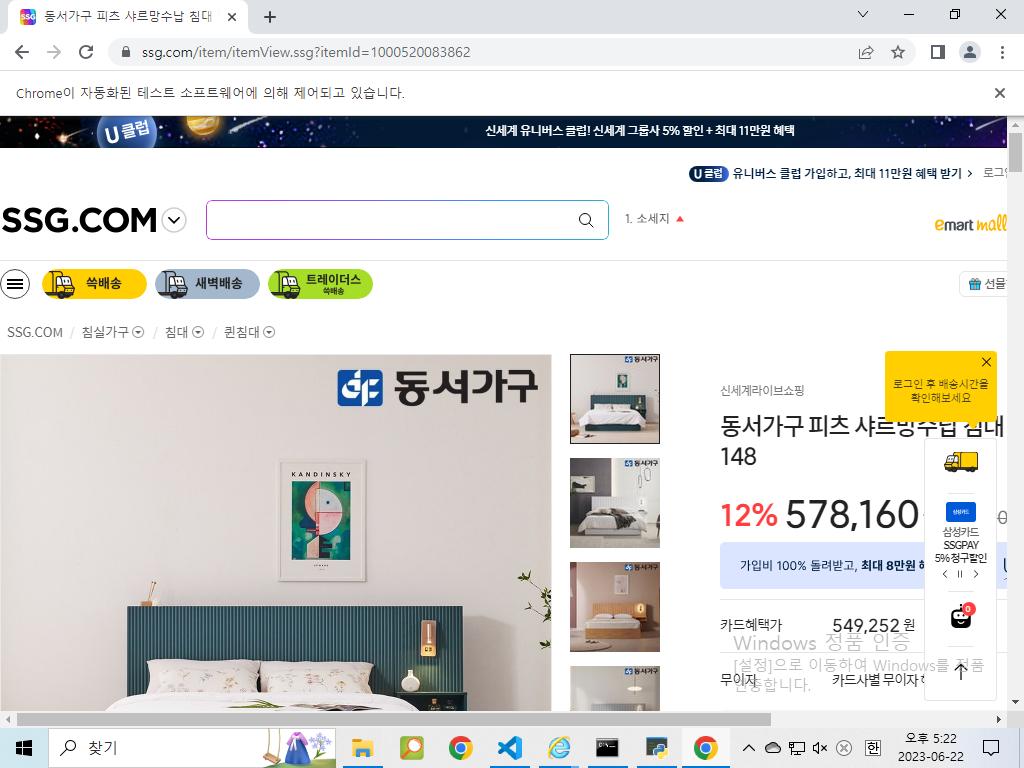 동서가구 피츠 샤르망수납 침대
ssg.com/item/itemView.ssg?itemId=1000520083862
Chrome이 자동화된 테스트 소프트웨어에 의해 제어되고 있습니다.
U클럽
신세계 유니버스 클럽! 신세계 그룹사 5% 할인 + 최대 11만원 혜택
U 클럽 유니버스 클럽 가입하고, 최대 11만원 혜택 받기 >
SSG.COM
1. 소세지
emart mall
쓱배송
새벽배송
트레이더스
쓱배송
선물
SSG.COM / 침실가구 / 침대 / 퀸침대
동서가구
KANDINSKY
신세계라이브쇼핑
동서가구 피츠 샤르망수납 침대
148
로그인 후 배송시간을
확인해보세요
12% 578,160
삼성카드
삼성카드
SSGPAY
5% 청구할인
가입비 100% 돌려받고, 최대 8만원
0
카드혜택가 549,252 원
무이자 카드사별 무이자
Windows 정품 인증
[설정]으로 이동하여 Windows를 정품
인증합니다.
찾기
오후 5:22
2023-06-22
한